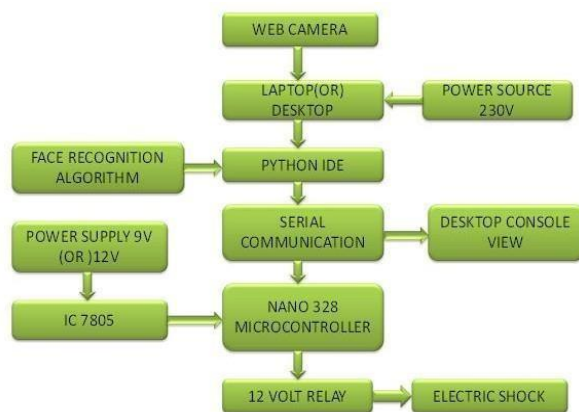 WEB CAMERA
LAPTOP(OR)
DESKTOP
POWER SOURCE
230V
FACE RECOGNITION
ALGORITHM
PYTHON IDE
POWER SUPPLY 9V
(OR )12V
SERIAL
COMMUNICATION
DESKTOP CONSOLE
VIEW
IC 7805
NANO 328
MICROCONTROLLER
12 VOLT RELAY
ELECTRIC SHOCK